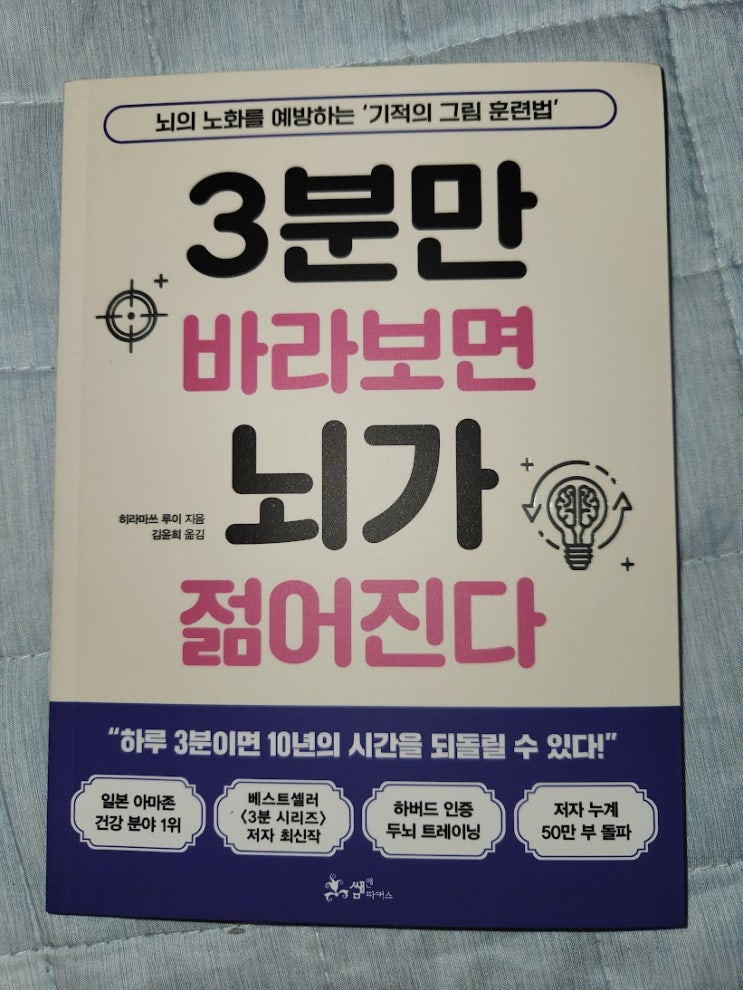 뇌의 노화를 예방하는 '기적의 그림 훈련법'
3분만
바라보면
뇌가
히라마쓰 루이 지음
김윤희 옮김
젊어진다
“하루 3분이면 10년의 시간을 되돌릴 수 있다!”
일본 아마존
건강 분야 1위
베스트셀러
〈3분 시리즈〉
저자 최신작
하버드 인증
두뇌 트레이닝
저자 누계
50만 부 돌파
쌤앤파커스